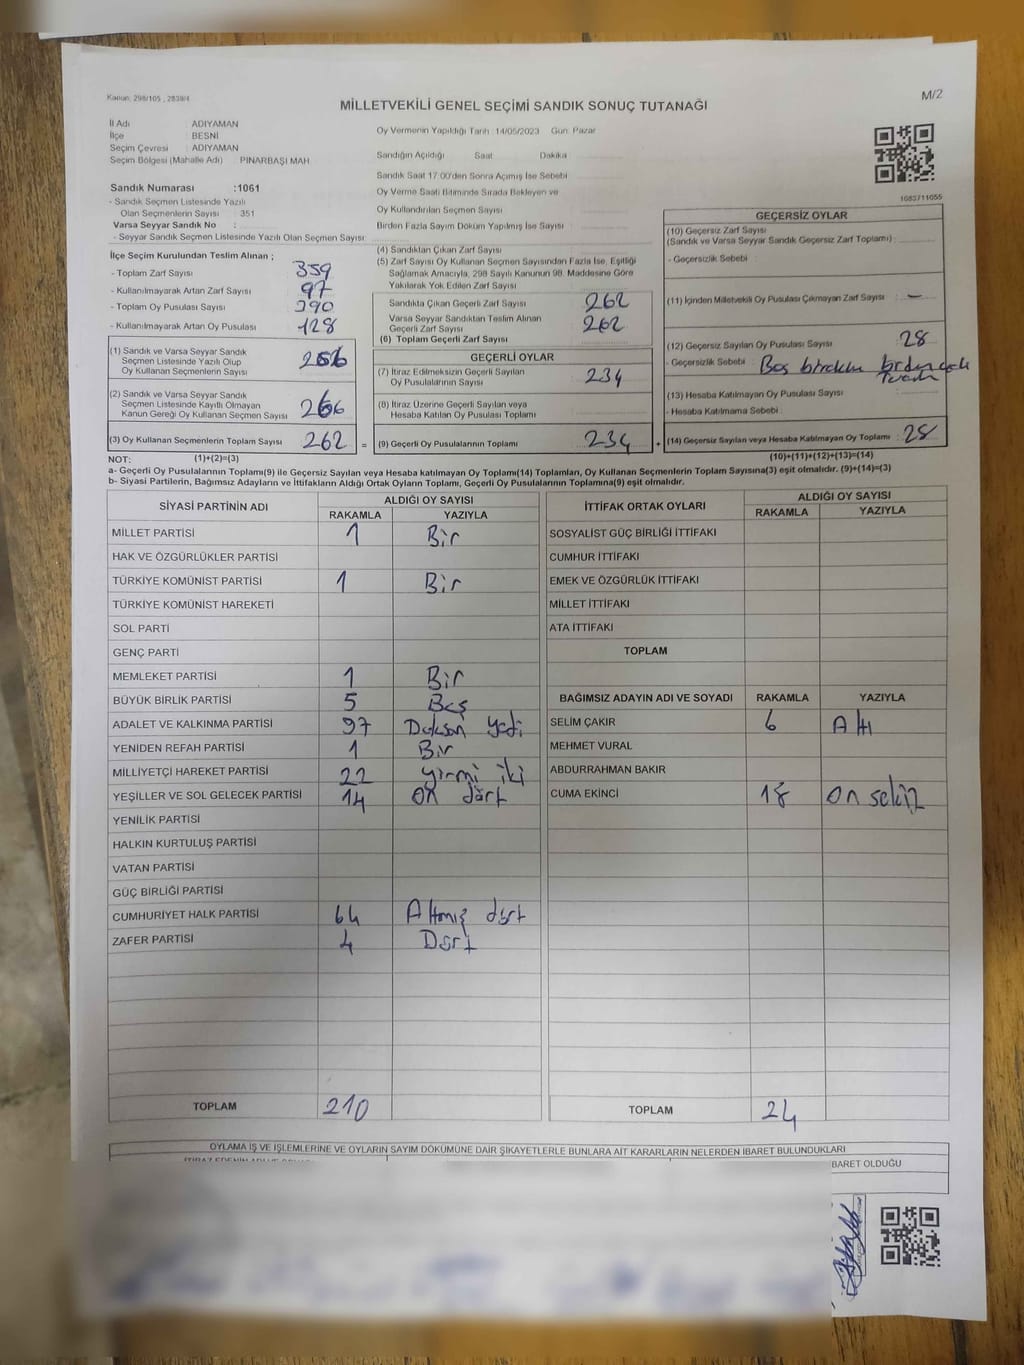 Kanun; 298/105 , 2839/4
M/2
MİLLETVEKİLİ GENEL SEÇİMİ SANDIK SONUÇ TUTANAĞI
İl Adı : ADIYAMAN
İlçe : BESNİ
Seçim Çevresi : ADIYAMAN
Seçim Bölgesi (Mahalle Adı) : PINARBAŞI MAH
Sandık Numarası :1061
- Sandık Seçmen Listesinde Yazılı
Olan Seçmenlerin Sayısı : 351
Varsa Seyyar Sandık No :
- Seyyar Sandık Seçmen Listesinde Yazılı Olan Seçmen Sayısı:
Oy Vermenin Yapıldığı Tarih :14/05/2023 Gün: Pazar
Sandığın Açıldığı Saat Dakika
Sandık Saat 17:00'den Sonra Açımış İse Sebebi
Oy Verme Saati Bitiminde Sırada Bekleyen ve
Oy Kullandırılan Seçmen Sayısı
Birden Fazla Sayım Döküm Yapılmış İse Sayısı
1083711055
İlçe Seçim Kurulundan Teslim Alınan ;
- Toplam Zarf Sayısı 359
- Kullanılmayarak Artan Zarf Sayısı 97
- Toplam Oy Pusulası Sayısı 390
- Kullanılmayarak Artan Oy Pusulası 128
(1) Sandık ve Varsa Seyyar Sandık
Seçmen Listesinde Yazılı Olup
Oy Kullanan Seçmenlerin Sayısı
(2) Sandık ve Varsa Seyyar Sandık
Seçmen Listesinde Kayıtlı Olmayan
Kanun Gereği Oy Kullanan Seçmen Sayısı
(3) Oy Kullanan Seçmenlerin Toplam Sayısı 262 =
(4) Sandıktan Çıkan Zarf Sayısı
(5) Zarf Sayısı Oy Kullanan Seçmen Sayısından Fazla İse, Eşitliği
Sağlamak Amacıyla, 298 Sayılı Kanunun 98. Maddesine Göre
Yakılarak Yok Edilen Zarf Sayısı :
Sandıkta Çıkan Geçerli Zarf Sayısı 262
Varsa Seyyar Sandıktan Teslim Alınan
Geçerli Zarf Sayısı 262
(6) Toplam Geçerli Zarf Sayısı
GEÇERLİ OYLAR
(7) İtiraz Edilmeksizin Geçerli Sayılan
Oy Pusulalarının Sayısı 234
(8) İtiraz Üzerine Geçerli Sayılan ve
Hesaba Katılan Oy Pusulası Toplamı
(9) Geçerli Oy Pusulalarının Toplamı 234 +
GEÇERSİZ OYLAR
(10) Geçersiz Zarf Sayısı
(Sandık ve Varsa Seyyar Sandık Geçersiz Zarf Toplamı) :
- Geçersizlik Sebebi :
(11) İçinden Milletvekili Oy Pusulası Çıkmayan Zarf Sayısı : -
(12) Geçersiz Sayılan Oy Pusulası Sayısı 28
- Geçersizlik Sebebi : Boş
(13) Hesaba Katılmayan Oy Pusulası Sayısı :
- Hesaba Katılmama Sebebi :
(14) Geçersiz Sayılan veya Hesaba Katılmayan Oy Toplamı : 28
NOT: (1)+(2)=(3)
(10)+(11)+(12)+(13)=(14)
a- Geçerli Oy Pusulalarının Toplamı(9) ile Geçersiz Sayılan veya Hesaba katılmayan Oy Toplamı(14) Toplamları, Oy Kullanan Seçmenlerin Toplam Sayısına(3) eşit olmalıdır. (9)+(14)=(3)
b- Siyasi Partilerin, Bağımsız Adayların ve İttifakların Aldığı Ortak Oyların Toplamı, Geçerli Oy Pusulalarının Toplamına(9) eşit olmalıdır.
SİYASİ PARTİNİN ADI ALDIĞI OY SAYISI
RAKAMLA YAZIYLA
MİLLET PARTİSİ 1 Bir
HAK VE ÖZGÜRLÜKLER PARTİSİ
TÜRKİYE KOMÜNİST PARTİSİ 1 Bir
TÜRKİYE KOMÜNİST HAREKETİ
SOL PARTİ
GENÇ PARTİ
MEMLEKET PARTİSİ 1 Bir
BÜYÜK BİRLİK PARTİSİ 5 Beş
ADALET VE KALKINMA PARTİSİ 97 Doksan yedi
YENİDEN REFAH PARTİSİ 1 Bir
MİLLİYETÇİ HAREKET PARTİSİ 22 yirmi iki
YEŞİLLER VE SOL GELECEK PARTİSİ 14 On dört
YENİLİK PARTİSİ
HALKIN KURTULUŞ PARTİSİ
VATAN PARTİSİ
GÜÇ BİRLİĞİ PARTİSİ
CUMHURİYET HALK PARTİSİ 64 Altmış dört
ZAFER PARTİSİ 4 Dört
TOPLAM 210
İTTİFAK ORTAK OYLARI ALDIĞI OY SAYISI
RAKAMLA YAZIYLA
SOSYALİST GÜÇ BİRLİĞİ İTTİFAKI
CUMHUR İTTİFAKI
EMEK VE ÖZGÜRLÜK İTTİFAKI
MİLLET İTTİFAKI
ATA İTTİFAKI
TOPLAM
BAĞIMSIZ ADAYIN ADI VE SOYADI RAKAMLA YAZIYLA
SELİM ÇAKIR 6 Altı
MEHMET VURAL
ABDURRAHMAN BAKIR
CUMA EKİNCİ 18 On sekiz
TOPLAM 24
OYLAMA İŞ VE İŞLEMLERİNE VE OYLARIN SAYIM DÖKÜMÜNE DAİR ŞİKAYETLERLE BUNLARA AİT KARARLARIN NELERDEN İBARET BULUNDUKLARI
BARET OLDUĞU